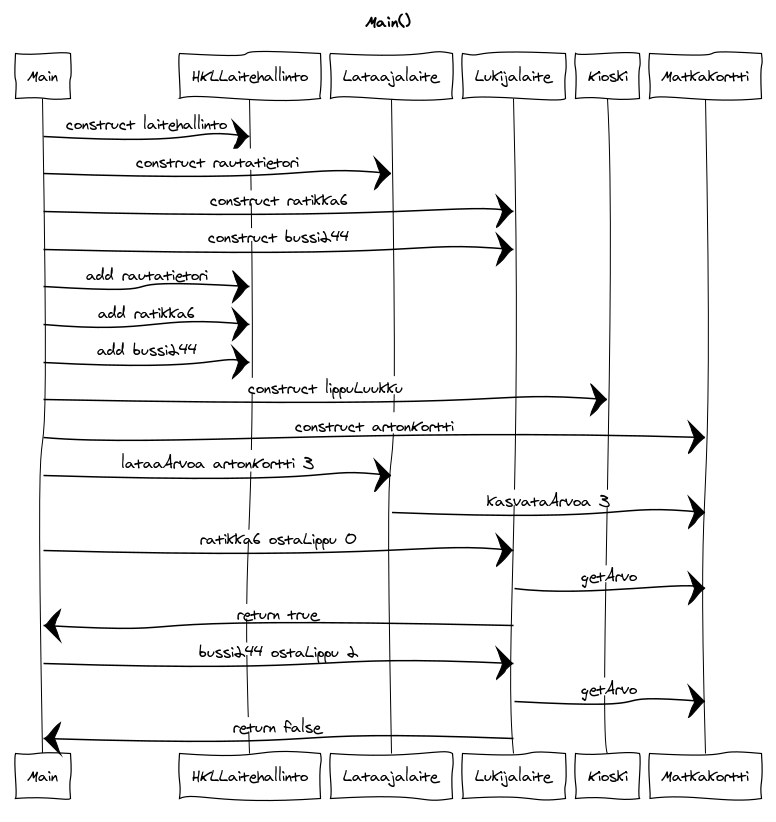 Main()
Main HKLLaitehallinto Lataajalaite Lukijalaite Kioski Matkakortti
construct laitehallinto
construct rautatietori
construct ratikka6
construct bussi244
add rautatietori
add ratikka6
add bussi244
construct lippuLuukku
construct artonKortti
lataaArvoa artonKortti 3
kasvataArvoa 3
ratikka6 ostaLippu 0
getArvo
return true
bussi244 ostaLippu 2
getArvo
return false
Main HKLLaitehallinto Lataajalaite Lukijalaite Kioski Matkakortti